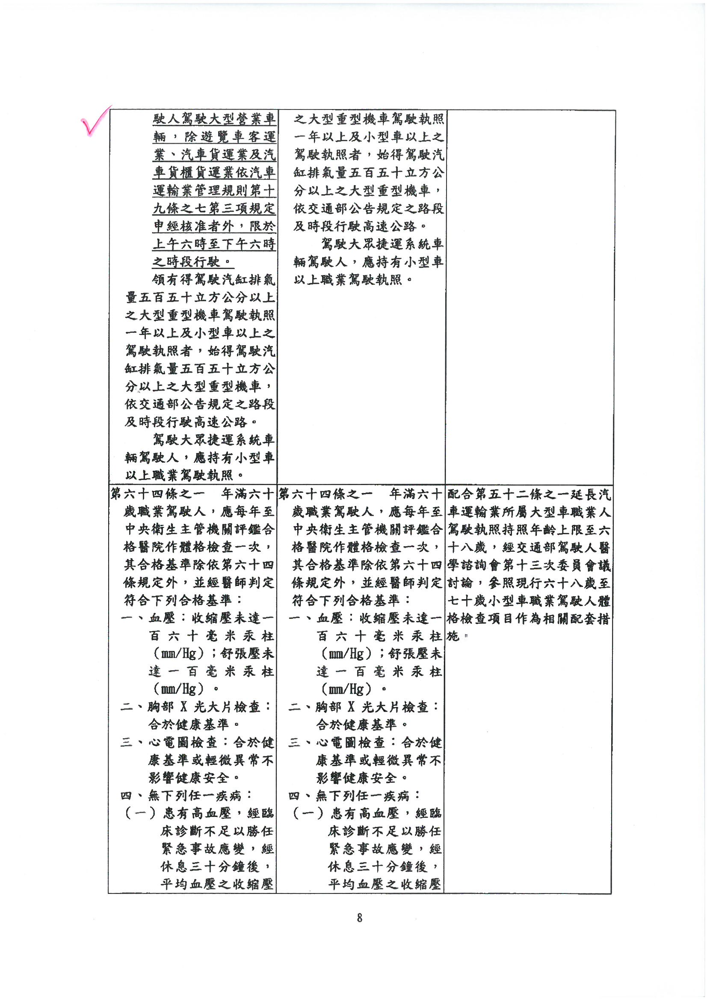 駛人駕駛大型營業車
輛，除遊覽車客運
業、汽車貨運業及汽
車貨櫃貨運業依汽車
運輸業管理規則第十
九條之七第三項規定
申經核准者外，限於
上午六時至下午六時
之時段行駛。
領有得駕駛汽缸排氣
量五百五十立方公分以上
之大型重型機車駕駛執照
一年以上及小型車以上之
駕駛執照者，始得駕駛汽
缸排氣量五百五十立方公
分以上之大型重型機車，
依交通部公告規定之路段
及時段行駛高速公路。
駕駛大眾捷運系統車
輛駕駛人，應持有小型車
以上職業駕駛執照。
之大型重型機車駕駛執照
一年以上及小型車以上之
駕駛執照者，始得駕駛汽
缸排氣量五百五十立方公
分以上之大型重型機車，
依交通部公告規定之路段
及時段行駛高速公路。
駕駛大眾捷運系統車
輛駕駛人，應持有小型車
以上職業駕駛執照。
第六十四條之一　年滿六十
歲職業駕駛人，應每年至
中央衛生主管機關評鑑合
格醫院作體格檢查一次，
其合格基準除依第六十四
條規定外，並經醫師判定
符合下列合格基準：
一、血壓：收縮壓未達一
百六十毫米汞柱
(mm/Hg)；舒張壓未
達一百毫米汞柱
(mm/Hg)。
二、胸部 X 光大片檢查：
合於健康基準。
三、心電圖檢查：合於健
康基準或輕微異常不
影響健康安全。
四、無下列任一疾病：
(一)患有高血壓，經臨
床診斷不足以勝任
緊急事故應變，經
休息三十分鐘後，
平均血壓之收縮壓
第六十四條之一　年滿六十
歲職業駕駛人，應每年至
中央衛生主管機關評鑑合
格醫院作體格檢查一次，
其合格基準除依第六十四
條規定外，並經醫師判定
符合下列合格基準：
一、血壓：收縮壓未達一
百六十毫米汞柱
(mm/Hg)；舒張壓未
達一百毫米汞柱
(mm/Hg)。
二、胸部 X 光大片檢查：
合於健康基準。
三、心電圖檢查：合於健
康基準或輕微異常不
影響健康安全。
四、無下列任一疾病：
(一)患有高血壓，經臨
床診斷不足以勝任
緊急事故應變，經
休息三十分鐘後，
平均血壓之收縮壓
配合第五十二條之一延長汽
車運輸業所屬大型車職業人
駕駛執照持照年齡上限至六
十八歲，經交通部駕駛人醫
學諮詢會第十三次委員會議
討論，參照現行六十八歲至
七十歲小型車職業駕駛人體
格檢查項目作為相關配套措
施。
8